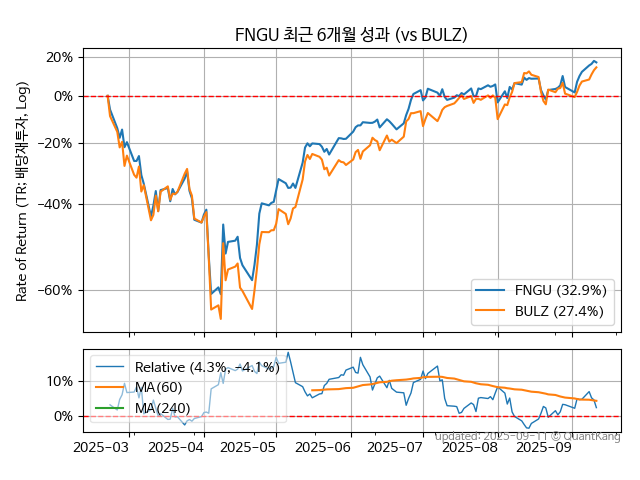 FNGU 최근 6개월 성과 (vs BULZ)
20%
0%
−20%
−40%
−60%
Rate of Return (TR: 배당재투자, Log)
FNGU (32.9%)
BULZ (27.4%)
10%
0%
Relative (4.3%, −4.1%)
MA(60)
MA(240)
2025−03
2025−04
2025−05
2025−06
2025−07
2025−08
2025−09
updated: 2025-09-11 © QuantKang